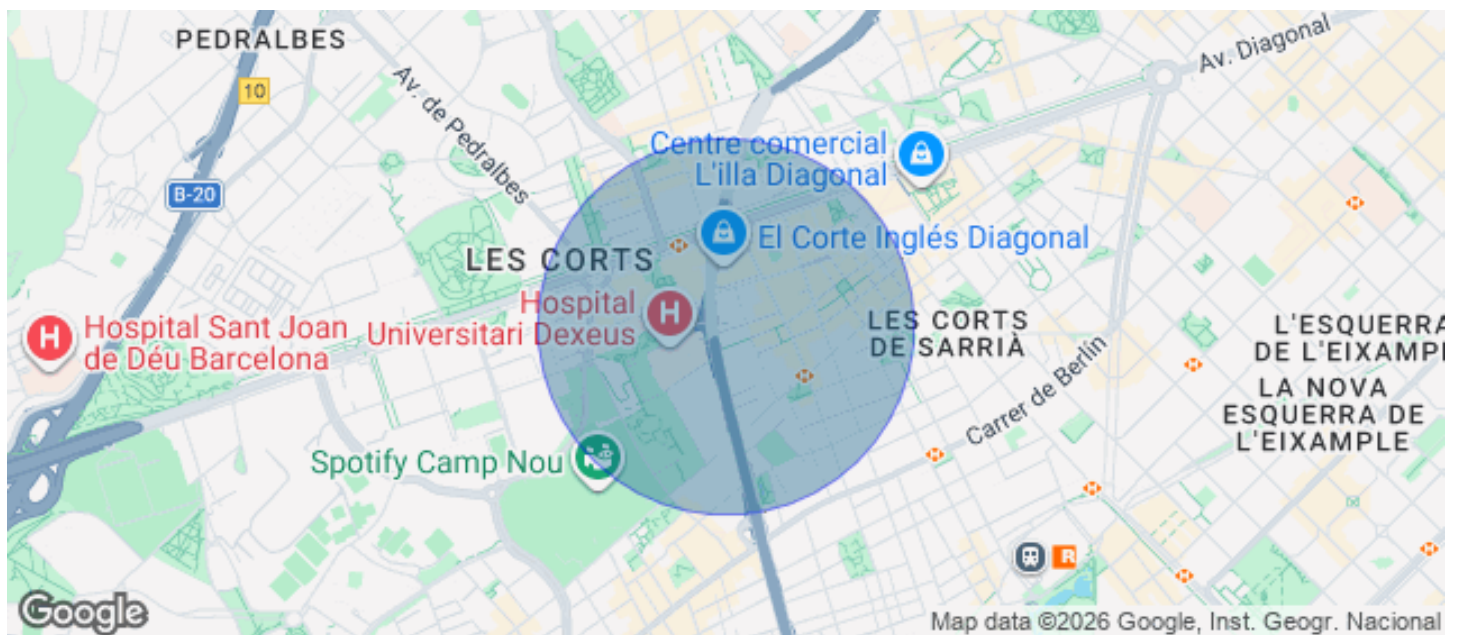 PEDRALBES
10
Av. de Pedralbes
Av. Diagonal
B-20
Centre comercial
L'illa Diagonal
El Corte Inglés Diagonal
LES CORTS
Hospital
Universitari Dexeus
H
H
Hospital Sant Joan
de Déu Barcelona
LES CORTS
DE SARRIÀ
L'ESQUERRA
DE L'EIXAMPL
LA NOVA
ESQUERRA DE
L'EIXAMPLE
Carrer de Berlín
Spotify Camp Nou
R
Google
Map data ©2026 Google, Inst. Geogr. Nacional